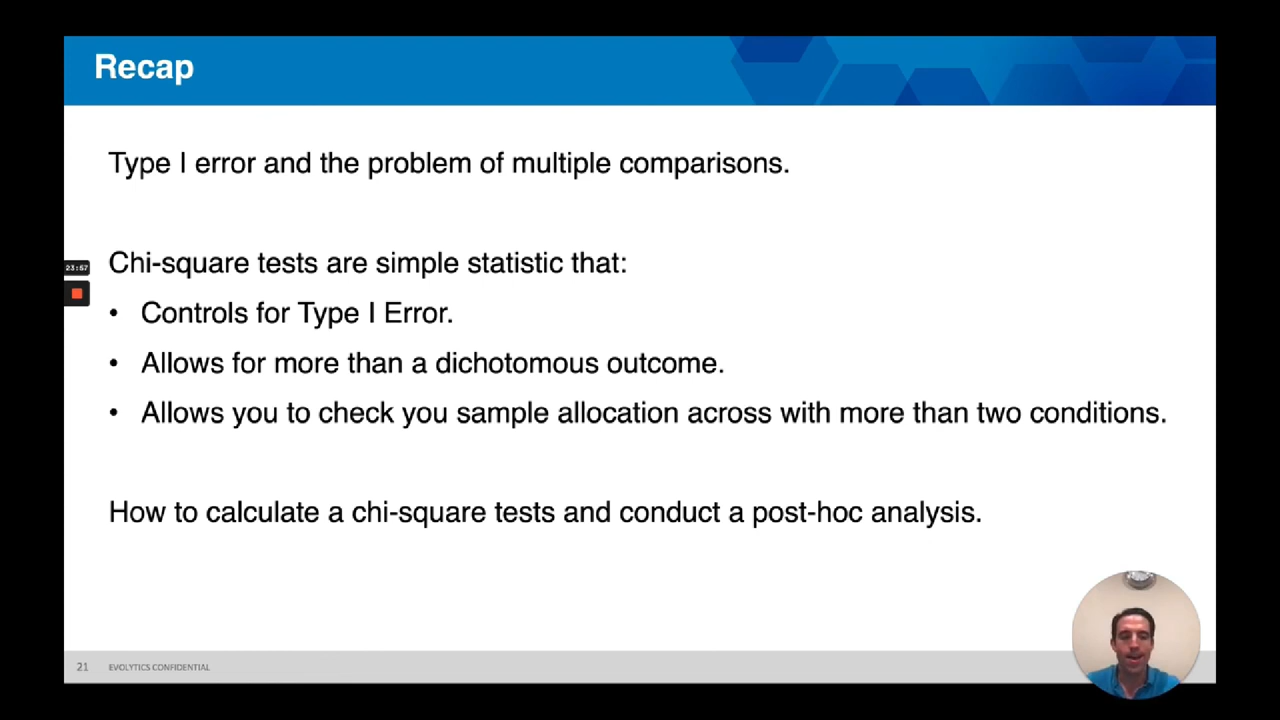 Recap
Type I error and the problem of multiple comparisons.
Chi-square tests are simple statistic that:
23:57
• Controls for Type I Error.
• Allows for more than a dichotomous outcome.
• Allows you to check you sample allocation across with more than two conditions.
How to calculate a chi-square tests and conduct a post-hoc analysis.
21 EVOLYTICS CONFIDENTIAL